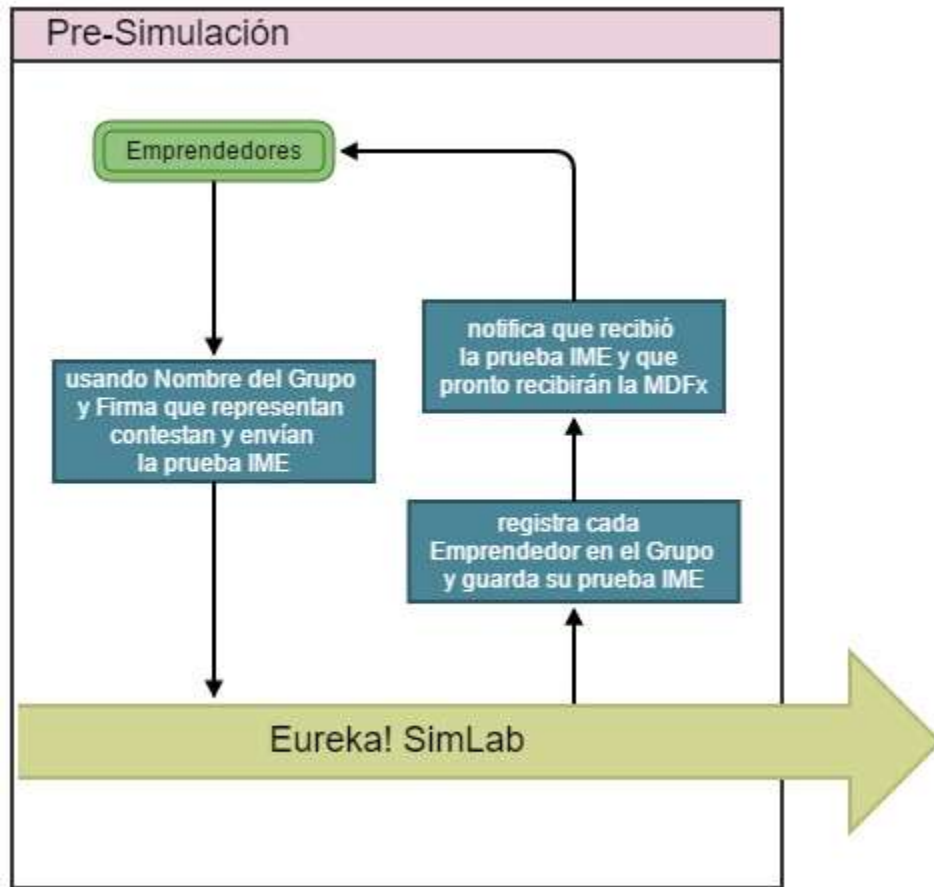 Pre-Simulación
Emprendedores
usando Nombre del Grupo
y Firma que representan
contestan y envían
la prueba IME
notifica que recibió
la prueba IME y que
pronto recibirán la MDFx
registra cada
Emprendedor en el Grupo
y guarda su prueba IME
Eureka! SimLab